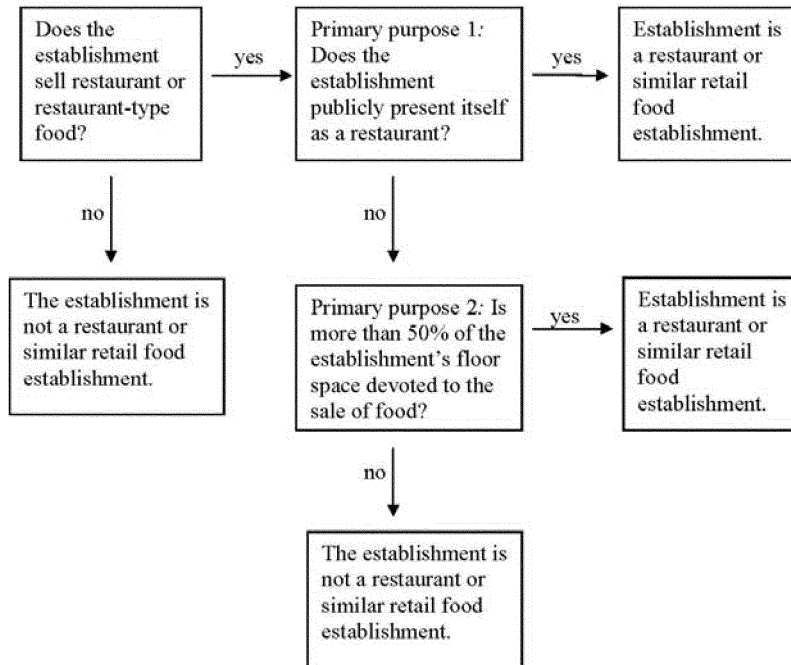 Does the
establishment
sell restaurant or
restaurant-type
food?
yes
Primary purpose 1:
Does the
establishment
publicly present itself
as a restaurant?
yes
Establishment is
a restaurant or
similar retail
food
establishment.
no
no
The establishment is
not a restaurant or
similar retail food
establishment.
Primary purpose 2: Is
more than 50% of the
establishment's floor
space devoted to the
sale of food?
yes
Establishment is
a restaurant or
similar retail
food
establishment.
no
The establishment is
not a restaurant or
similar retail food
establishment.